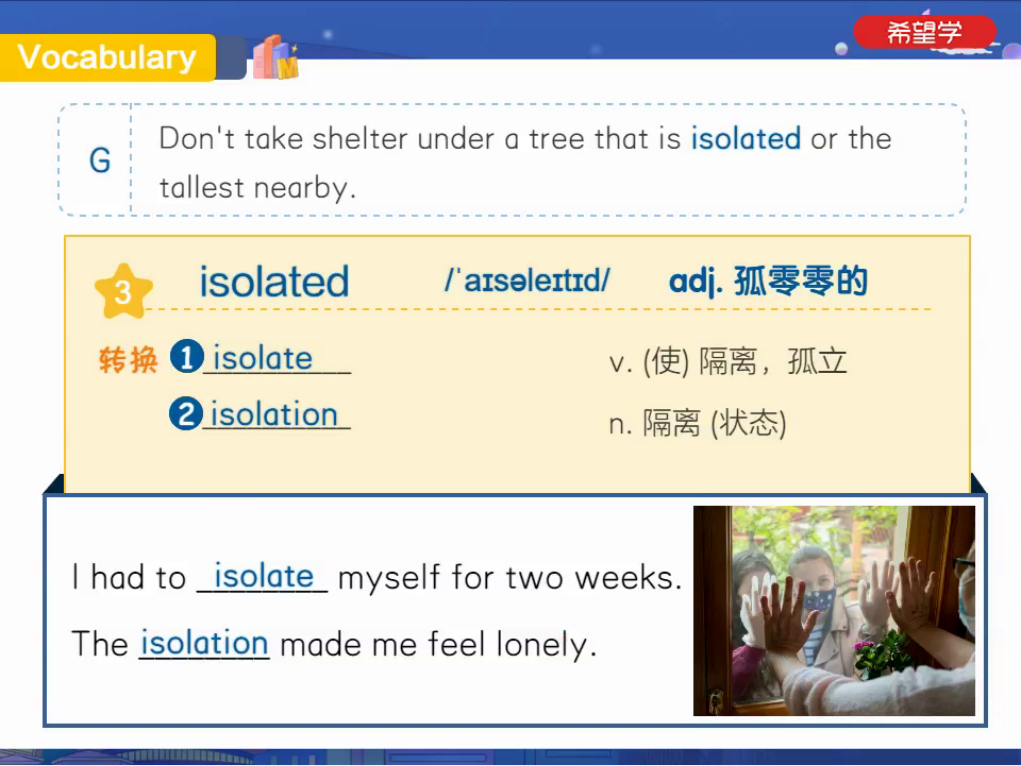 希望学
Vocabulary
G
Don't take shelter under a tree that is isolated or the
tallest nearby.
3 isolated /ˈaɪsəleɪtɪd/ adj. 孤零零的
转换 1 isolate v. (使) 隔离，孤立
2 isolation n. 隔离 (状态)
I had to isolate myself for two weeks.
The isolation made me feel lonely.